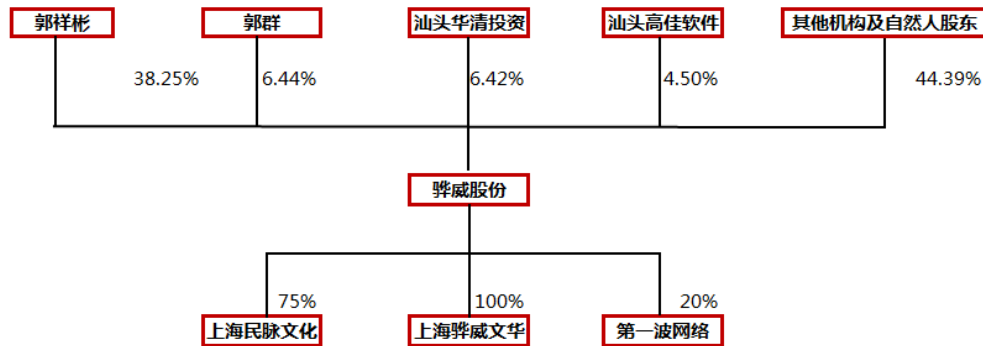 郭祥彬 郭群 汕头华清投资 汕头高佳软件 其他机构及自然人股东
38.25% 6.44% 6.42% 4.50% 44.39%
骅威股份
75% 100% 20%
上海民脉文化 上海骅威文华 第一波网络